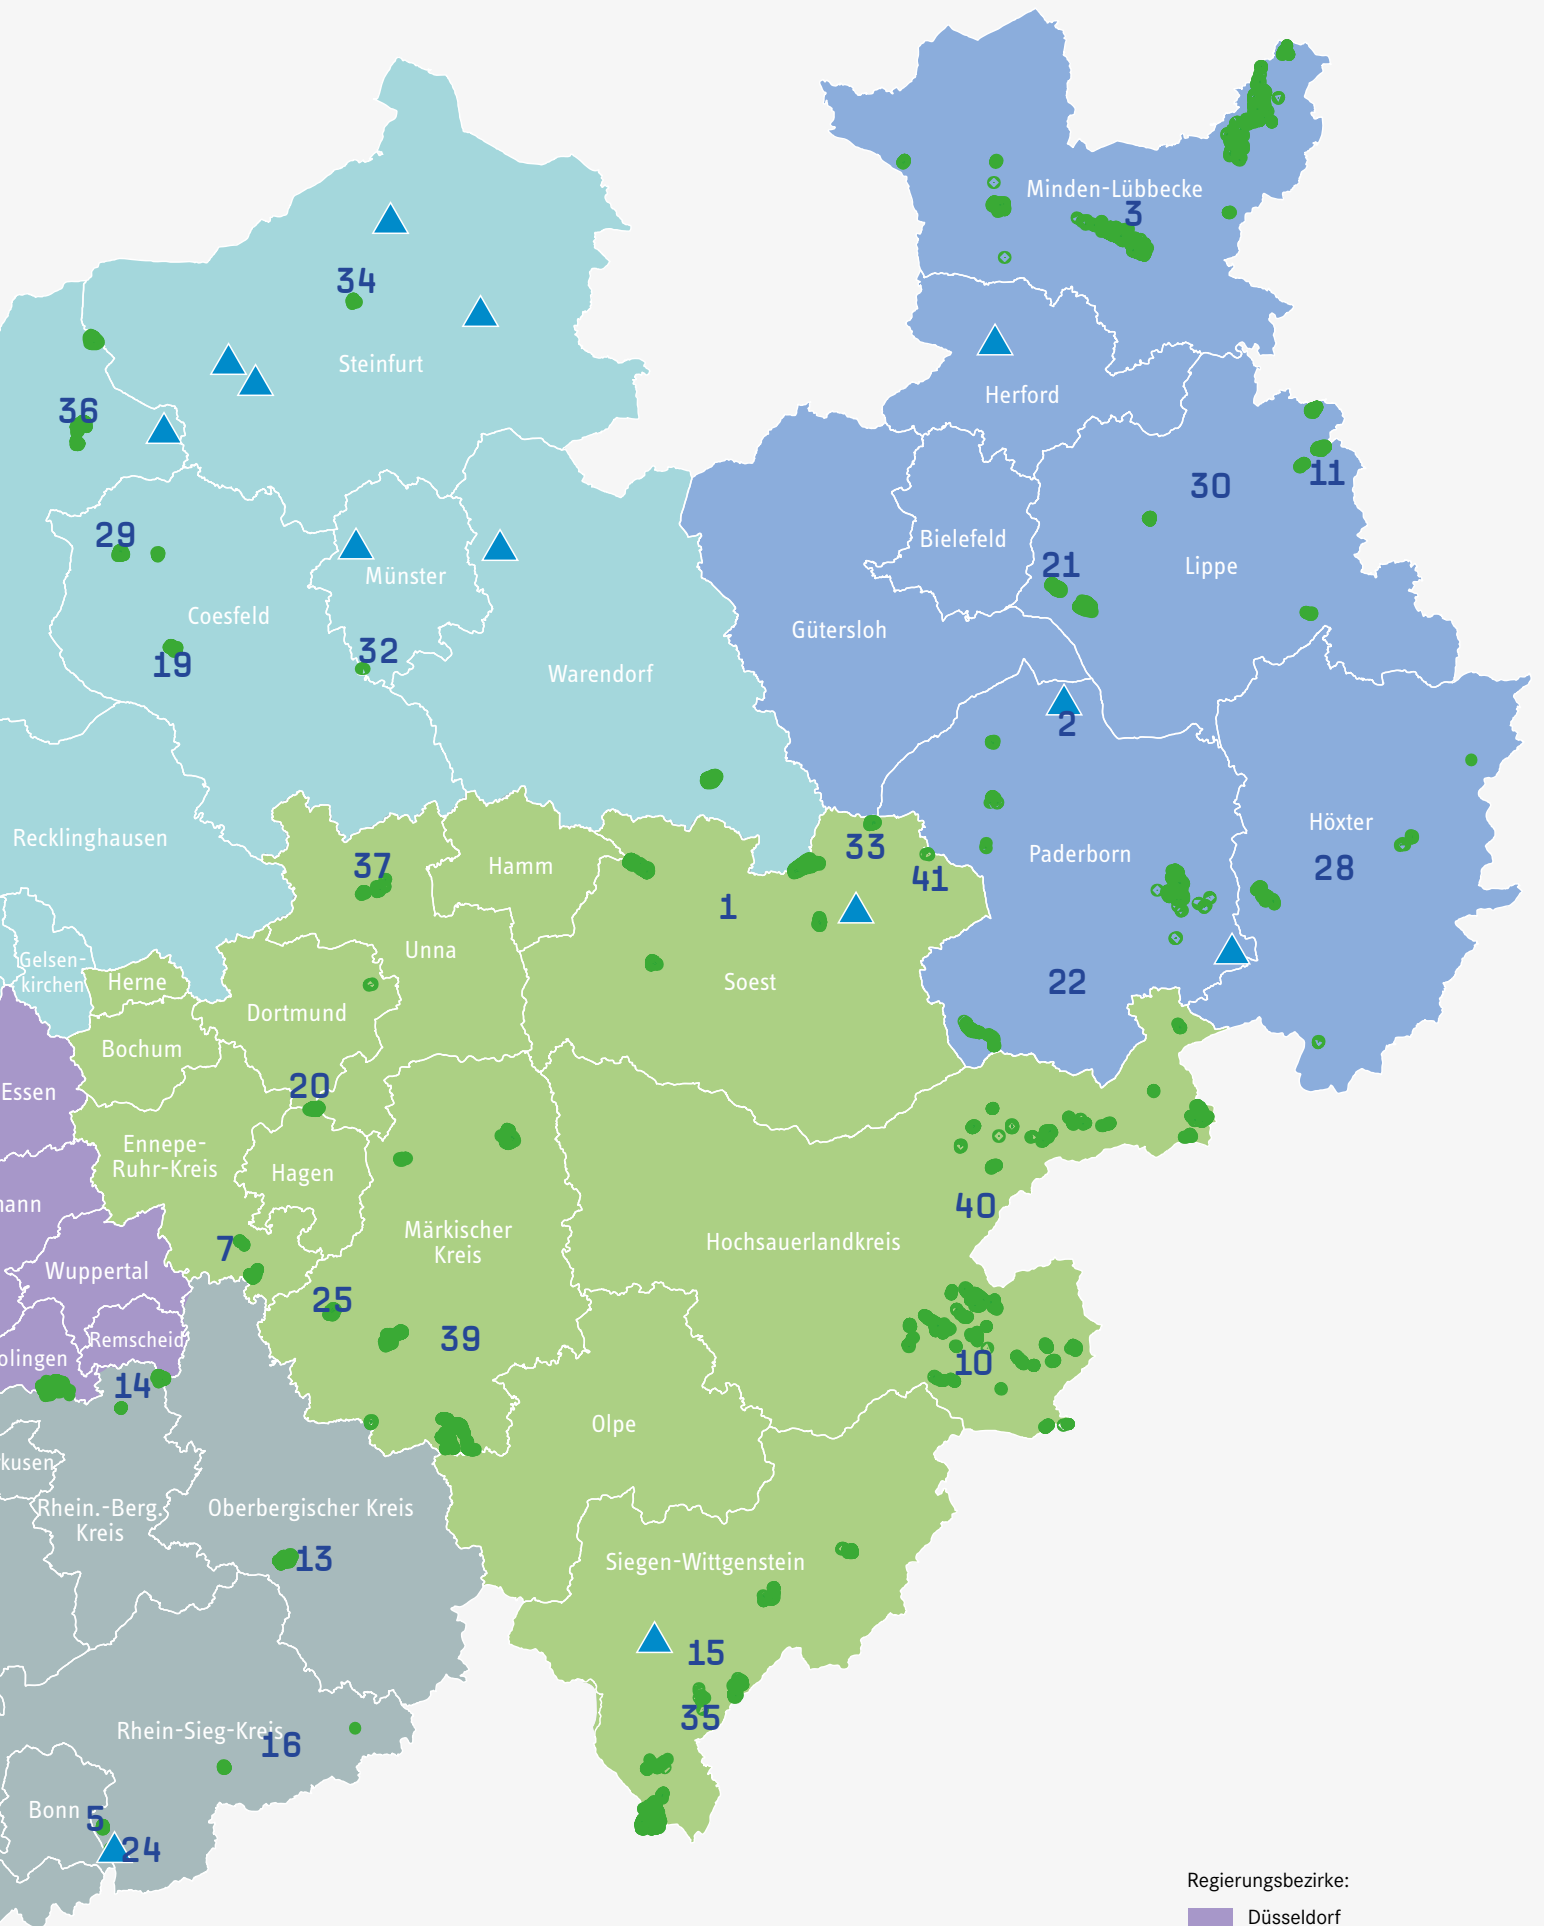 Minden-Lübbecke
3
34
Steinfurt
Herford
36
11
30
29
Bielefeld
21
Lippe
Münster
Coesfeld
Gütersloh
32
19
Warendorf
2
Höxter
Recklinghausen
33
Paderborn
37
Hamm
41
28
1
Unna
Gelsen-
kirchen
Herne
Soest
22
Dortmund
Bochum
20
Essen
Ennepe-
Ruhr-Kreis
Hagen
40
Märkischer
Kreis
7
Hochsauerlandkreis
Wuppertal
25
39
Remscheid
10
14
Olpe
Rhein.-Berg.
Kreis
Oberbergischer Kreis
13
Siegen-Wittgenstein
15
35
Rhein-Sieg-Kreis
16
Bonn
5
24
Regierungsbezirke:
Düsseldorf